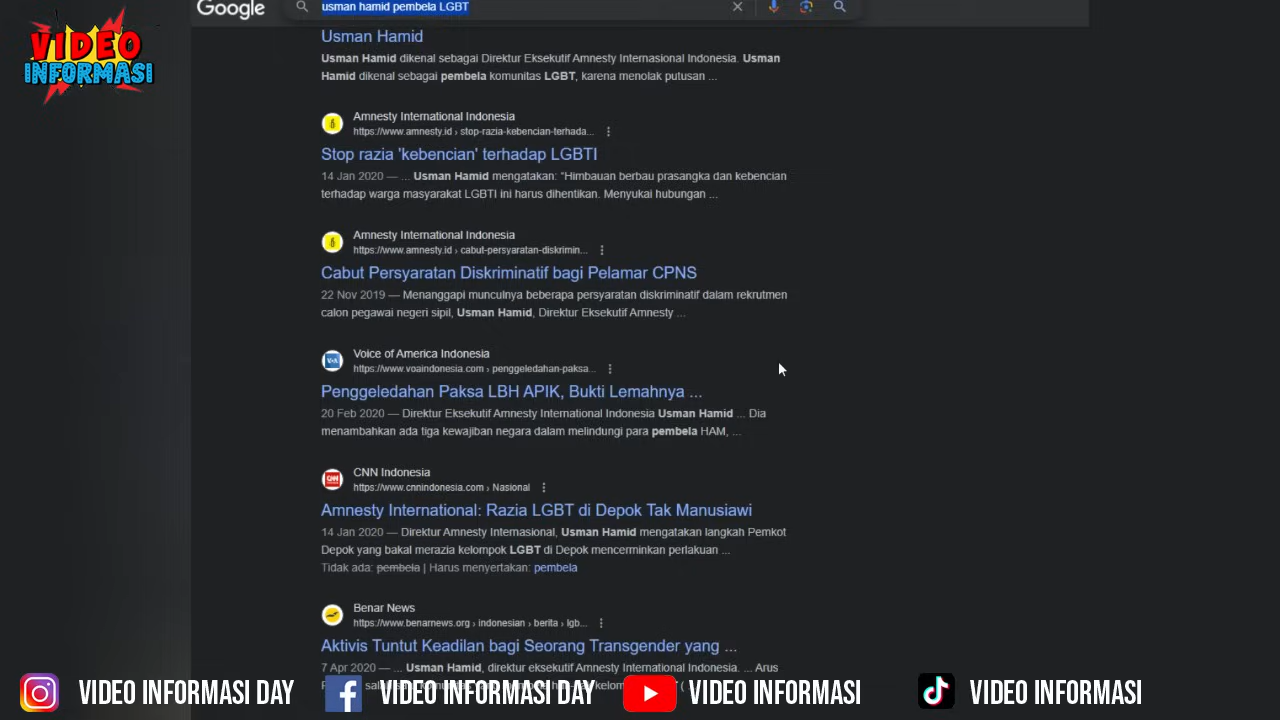 VIDEO
INFORMASI
Google
usman hamid pembela LGBT
Usman Hamid
Usman Hamid dikenal sebagai Direktur Eksekutif Amnesty Internasional Indonesia. Usman
Hamid dikenal sebagai pembela komunitas LGBT, karena menolak putusan ...
Amnesty International Indonesia
https://www.amnesty.id › stop-razia-kebencian-terhada...
Stop razia 'kebencian' terhadap LGBTI
14 Jan 2020 — ... Usman Hamid mengatakan: "Himbauan berbau prasangka dan kebencian
terhadap warga masyarakat LGBTI ini harus dihentikan. Menyukai hubungan ...
Amnesty International Indonesia
https://www.amnesty.id › cabut-persyaratan-diskrimin...
Cabut Persyaratan Diskriminatif bagi Pelamar CPNS
22 Nov 2019 — Menanggapi munculnya beberapa persyaratan diskriminatif dalam rekrutmen
calon pegawai negeri sipil, Usman Hamid, Direktur Eksekutif Amnesty ...
Voice of America Indonesia
https://www.voaindonesia.com › penggeledahan-paksa...
Penggeledahan Paksa LBH APIK, Bukti Lemahnya ...
20 Feb 2020 — Direktur Eksekutif Amnesty International Indonesia Usman Hamid ... Dia
menambahkan ada tiga kewajiban negara dalam melindungi para pembela HAM, ...
CNN Indonesia
https://www.cnnindonesia.com › Nasional
Amnesty International: Razia LGBT di Depok Tak Manusiawi
14 Jan 2020 — Direktur Amnesty Internasional, Usman Hamid mengatakan langkah Pemkot
Depok yang bakal merazia kelompok LGBT di Depok mencerminkan perlakuan ...
Tidak ada: pembela | Harus menyertakan: pembela
Benar News
https://www.benarnews.org › indonesian › berita › lgb...
Aktivis Tuntut Keadilan bagi Seorang Transgender yang ...
7 Apr 2020 — ... Usman Hamid, direktur eksekutif Amnesty International Indonesia. ... Arus
VIDEO INFORMASI DAY
VIDEO INFORMASI DAY
VIDEO INFORMASI
VIDEO INFORMASI